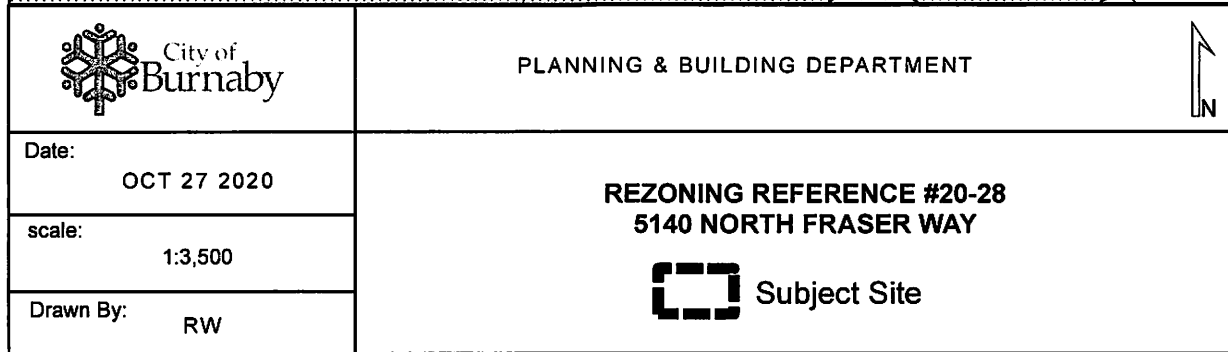 City of
Burnaby
PLANNING & BUILDING DEPARTMENT
N
Date:
OCT 27 2020
scale:
1:3,500
Drawn By:
RW
REZONING REFERENCE #20-28
5140 NORTH FRASER WAY
Subject Site